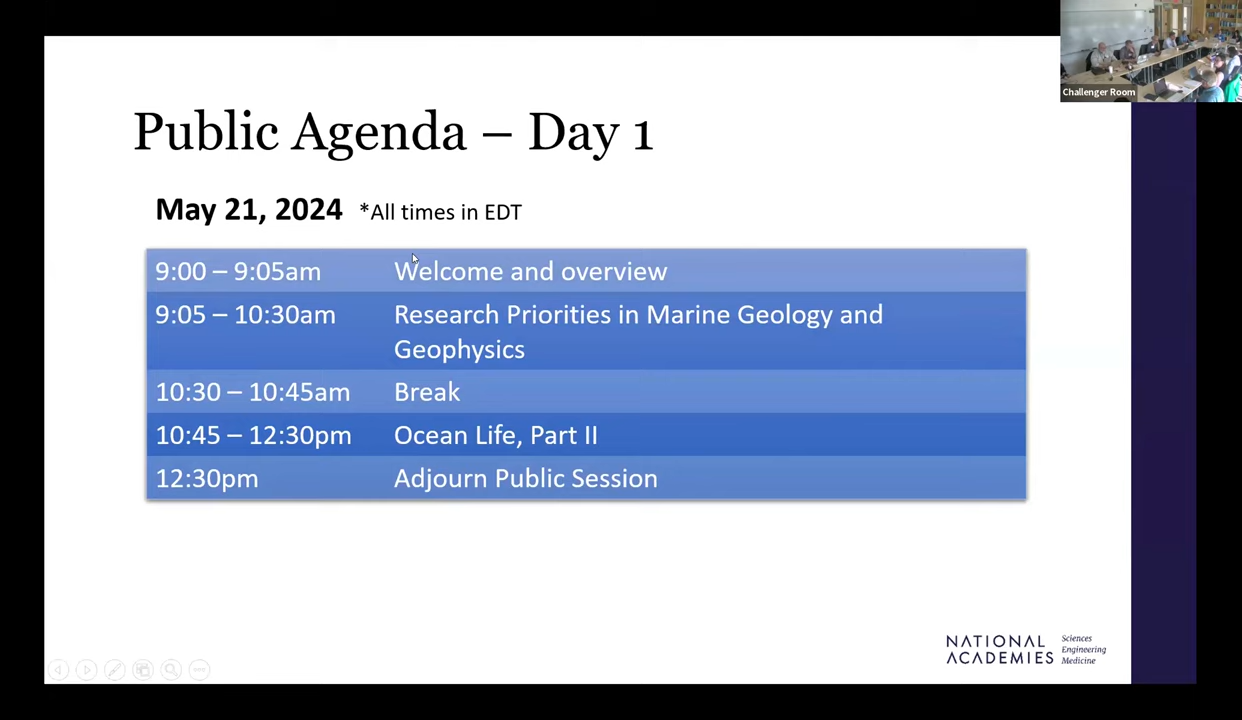 Challenger Room
Public Agenda – Day 1
May 21, 2024 *All times in EDT
9:00 – 9:05am Welcome and overview
9:05 – 10:30am Research Priorities in Marine Geology and
Geophysics
10:30 – 10:45am Break
10:45 – 12:30pm Ocean Life, Part II
12:30pm Adjourn Public Session
NATIONAL ACADEMIES
Sciences
Engineering
Medicine